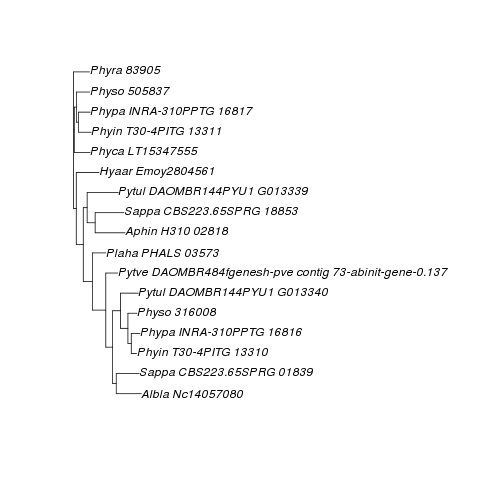 Phyra 83905
Physo 505837
Phypa INRA-310PPTG 16817
Phyin T30-4PITG 13311
Phyca LT15347555
Hyaar Emoy2804561
Pytul DAOMBR144PYU1 G013339
Sappa CBS223.65SPRG 18853
Aphin H310 02818
Plaha PHALS 03573
Pytve DAOMBR484fgenesh-pve contig 73-abinit-gene-0.137
Pytul DAOMBR144PYU1 G013340
Physo 316008
Phypa INRA-310PPTG 16816
Phyin T30-4PITG 13310
Sappa CBS223.65SPRG 01839
Albla Nc14057080